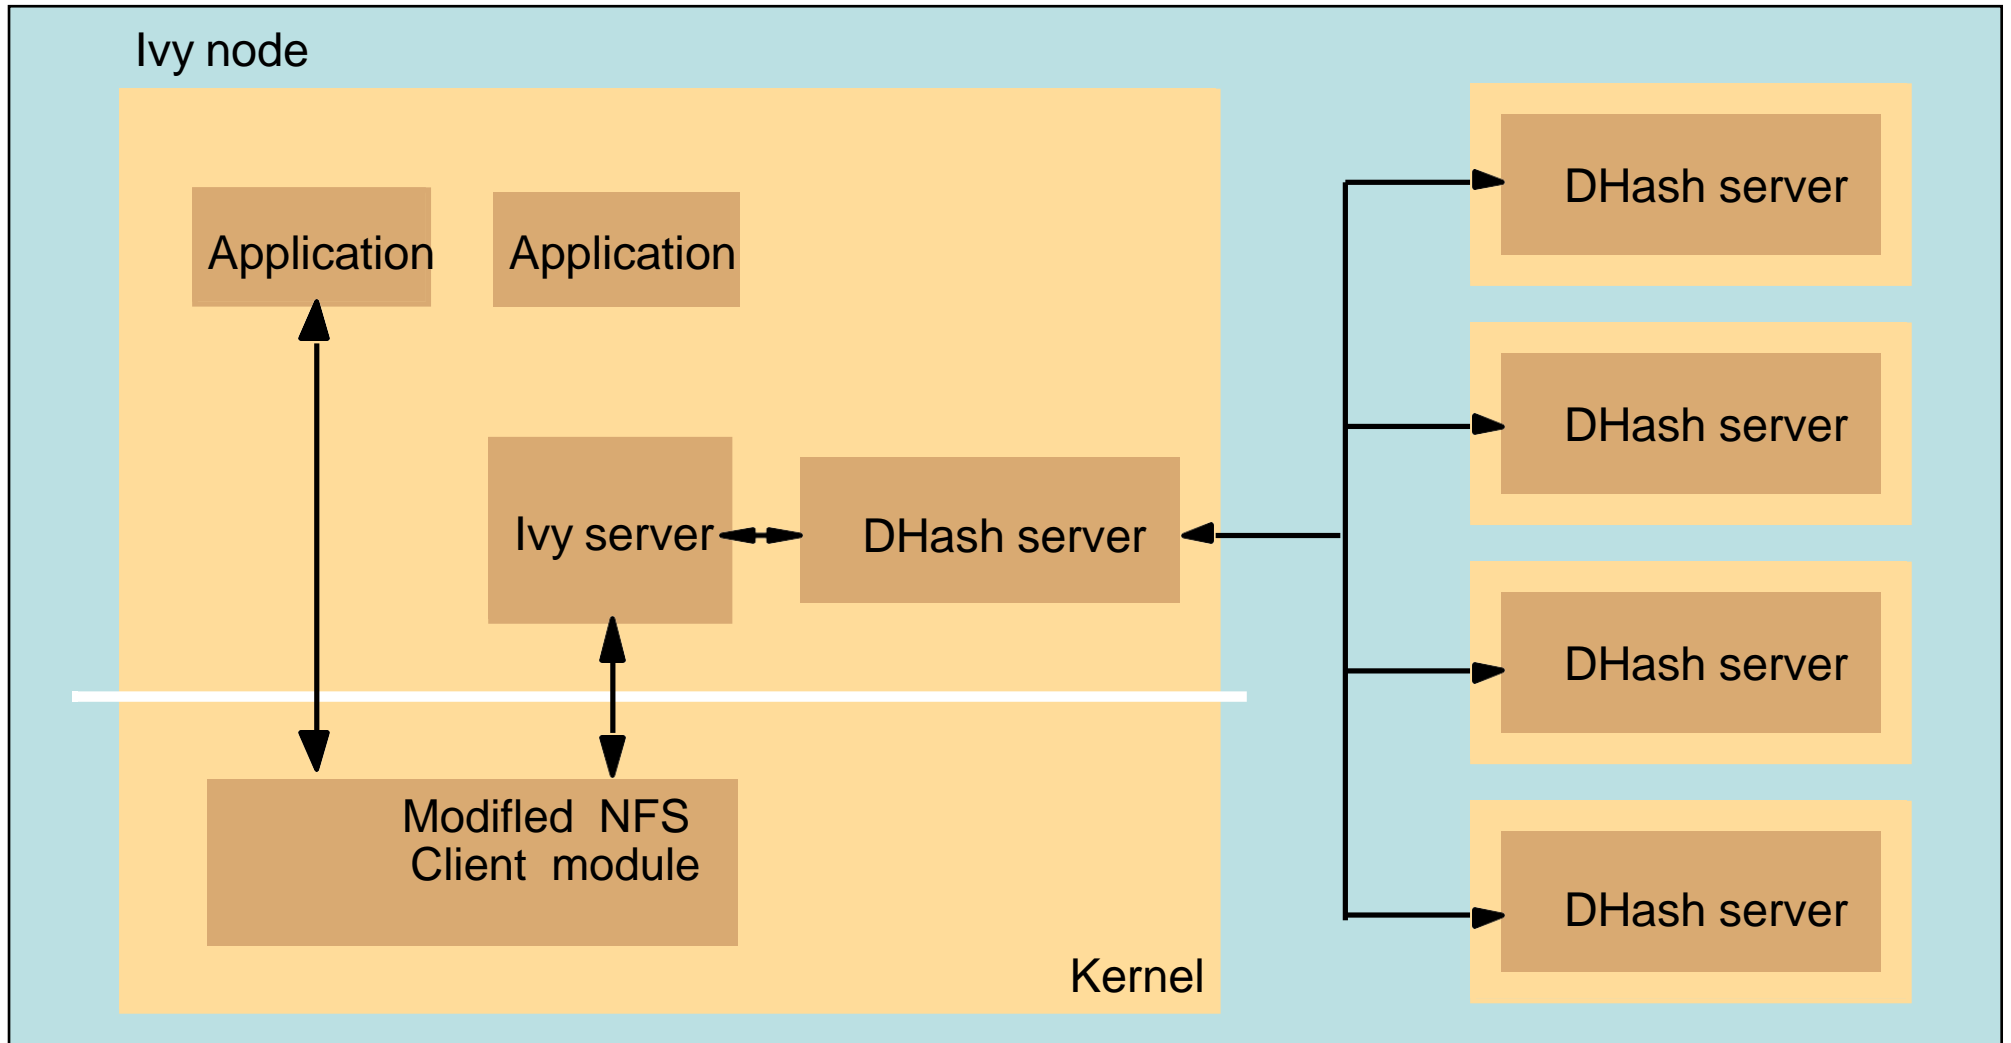 Ivy node
DHash server
Application
Application
DHash server
Ivy server
DHash server
DHash server
Modifled NFS
Client module
DHash server
Kernel